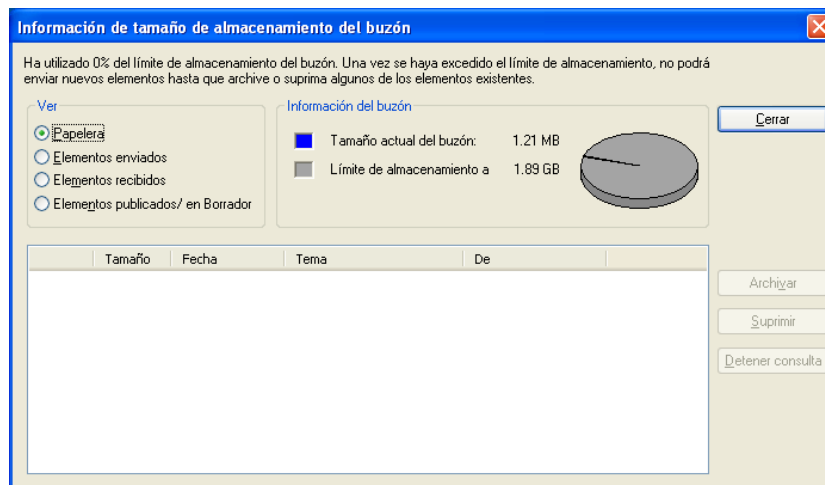 Información de tamaño de almacenamiento del buzón
Ha utilizado 0% del límite de almacenamiento del buzón. Una vez se haya excedido el límite de almacenamiento, no podrá
enviar nuevos elementos hasta que archive o suprima algunos de los elementos existentes.
Ver
Papelera
Elementos enviados
Elementos recibidos
Elementos publicados/ en Borrador
Información del buzón
Tamaño actual del buzón: 1.21 MB
Límite de almacenamiento a 1.89 GB
Cerrar
Tamaño Fecha Tema De
Archivar
Suprimir
Detener consulta